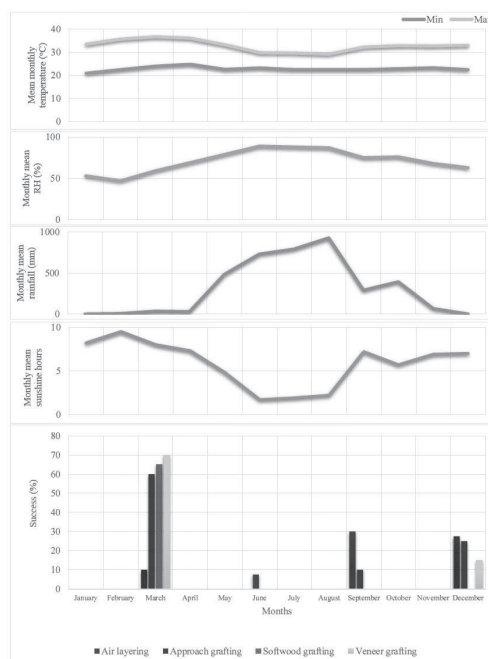 Min Ma
40
30
20
10
0
Mean monthly
temperature (°C)
100
50
0
Monthly mean
RH (%)
1000
500
0
Monthly mean
rainfall (mm)
10
5
0
Monthly mean
sunshine hours
80
70
60
50
40
30
20
10
0
Success (%)
January February March April May June July August September October November December
Months
Air layering Approach grafting Softwood grafting Veneer grafting